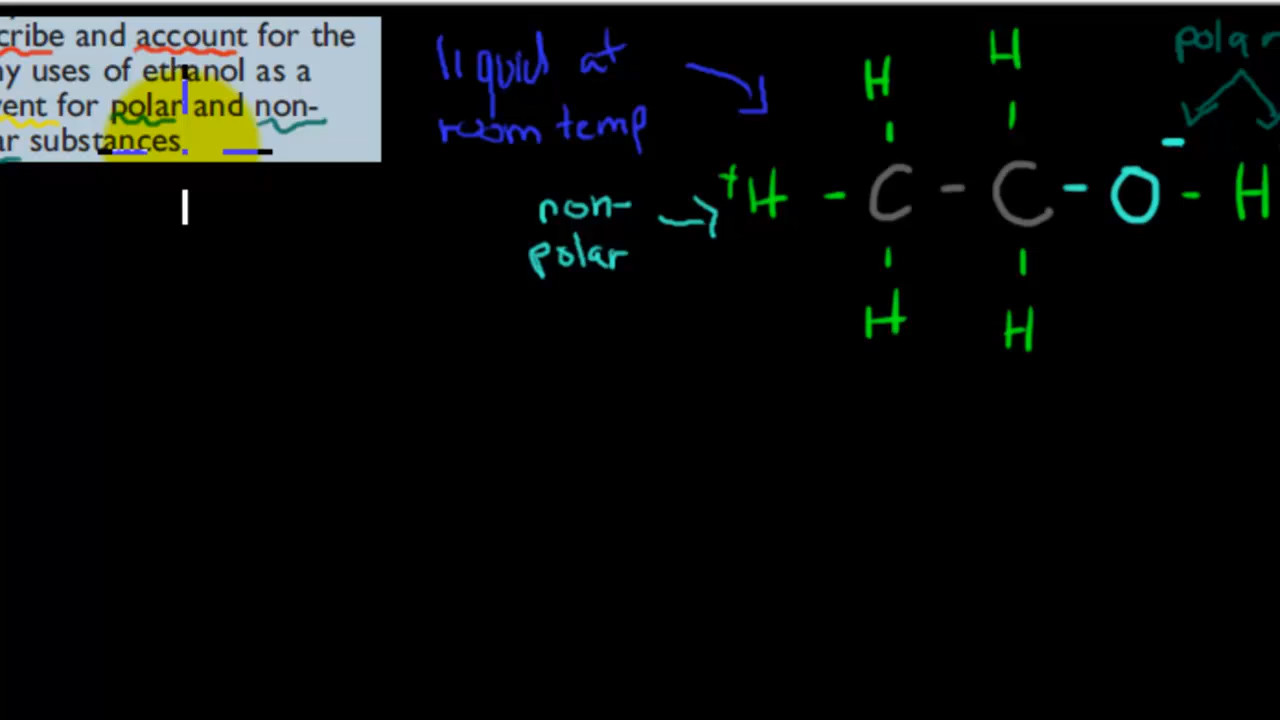 cribe and account for the
ny uses of ethanol as a
vent for polar and non-
ar substances.
liquid at
room temp
non-
polar
polar
H H
+H - C - C - O - H
-
H H